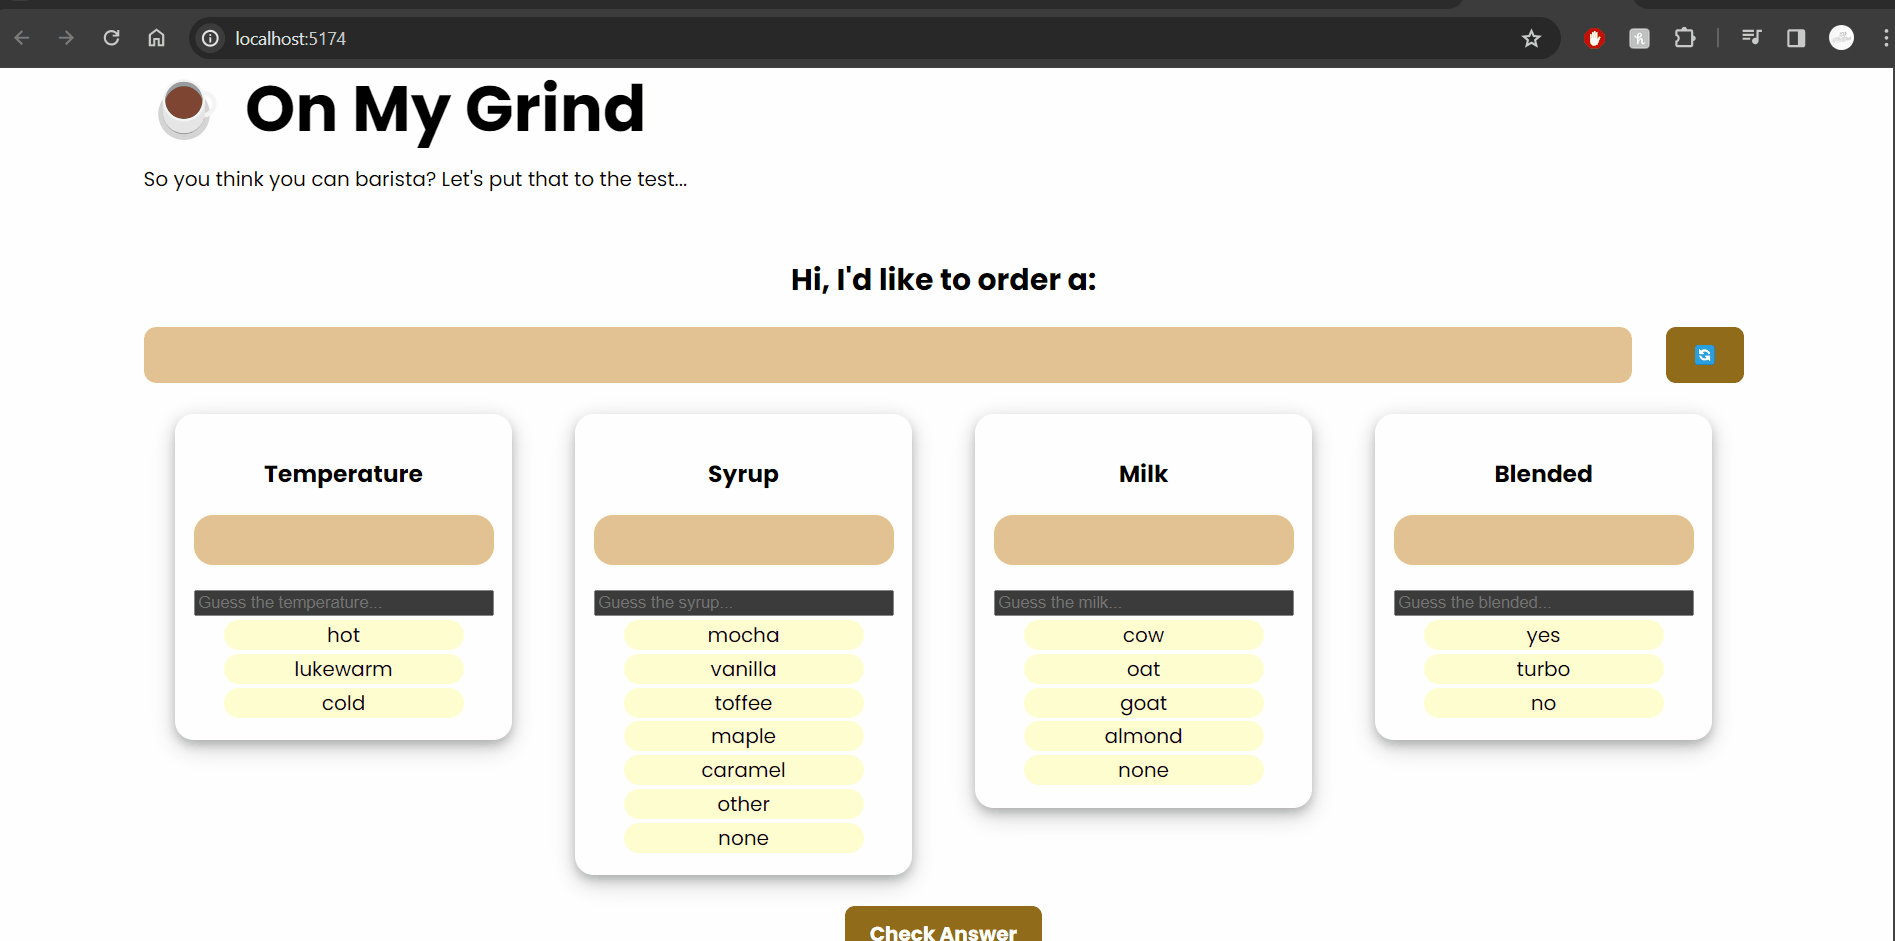 localhost:5174
On My Grind
So you think you can barista? Let's put that to the test...
Hi, I'd like to order a:
Temperature
Guess the temperature...
hot
lukewarm
cold
Syrup
Guess the syrup...
mocha
vanilla
toffee
maple
caramel
other
none
Milk
Guess the milk...
cow
oat
goat
almond
none
Blended
Guess the blended...
yes
turbo
no
Check Answer